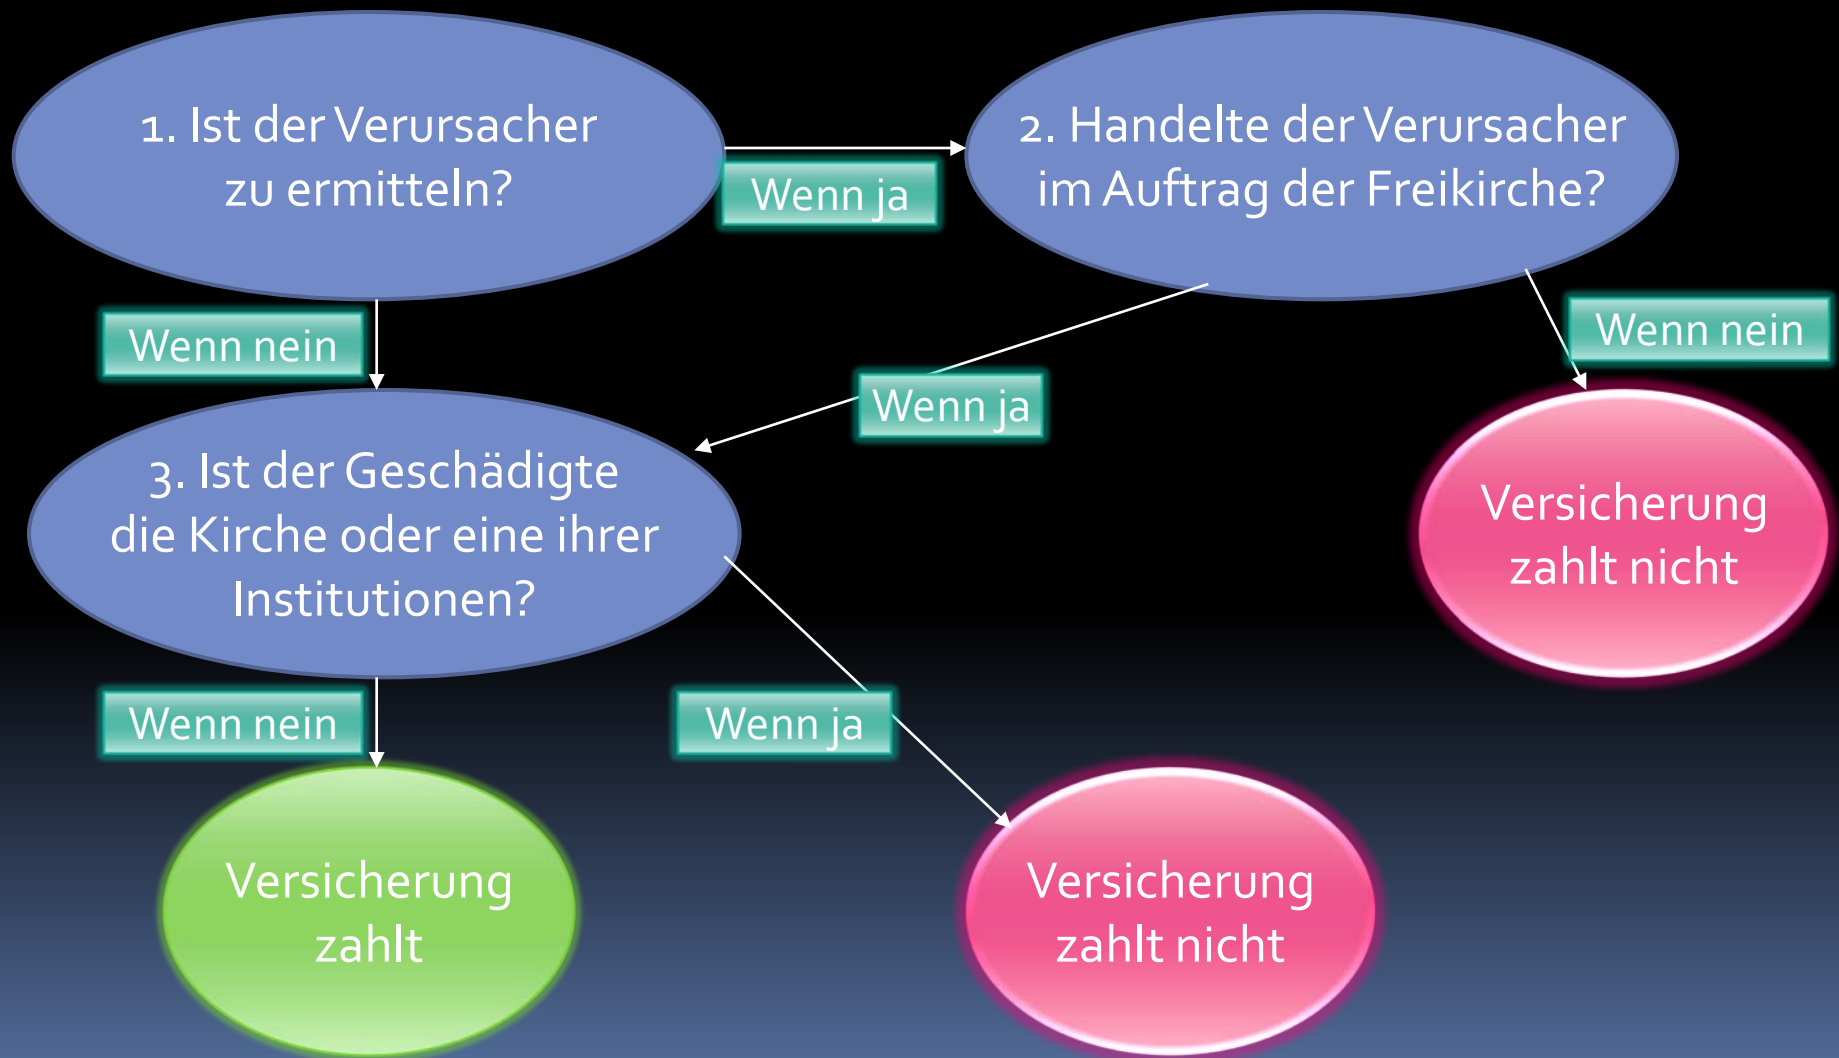 1. Ist der Verursacher
zu ermitteln?
Wenn ja
2. Handelte der Verursacher
im Auftrag der Freikirche?
Wenn nein
Wenn ja
Wenn nein
3. Ist der Geschädigte
die Kirche oder eine ihrer
Institutionen?
Versicherung
zahlt nicht
Wenn nein
Wenn ja
Versicherung
zahlt
Versicherung
zahlt nicht